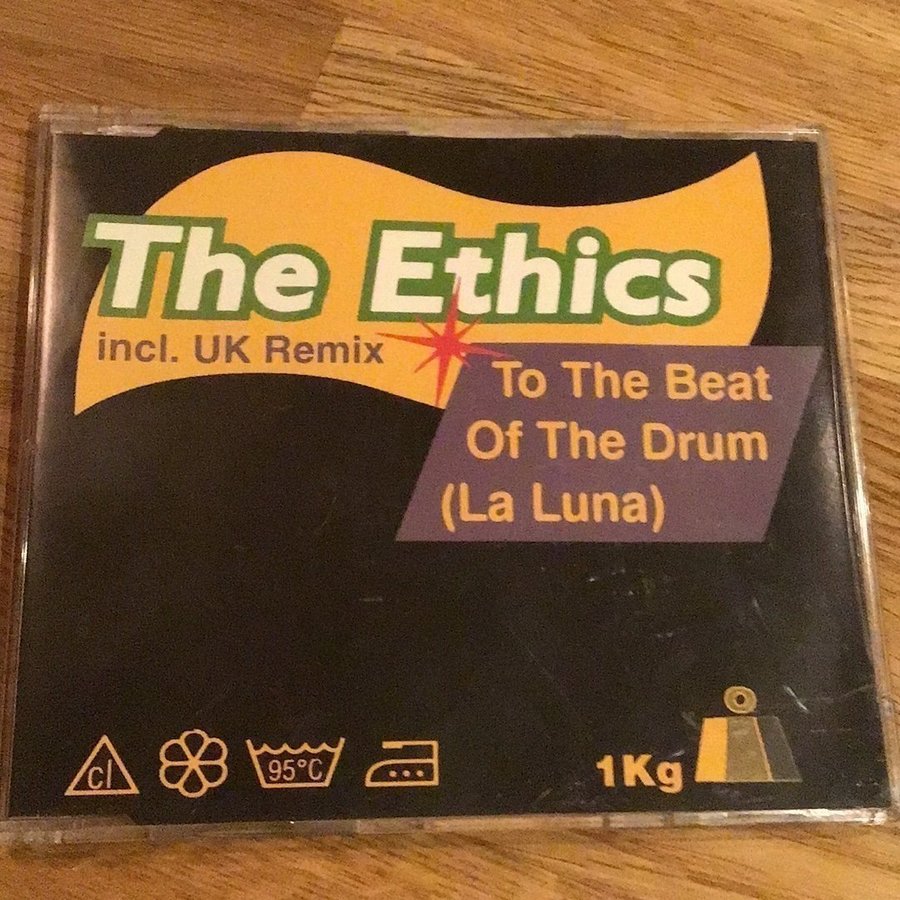 The Ethics
incl. UK Remix
To The Beat
Of The Drum
(La Luna)
cl
95°C
1Kg